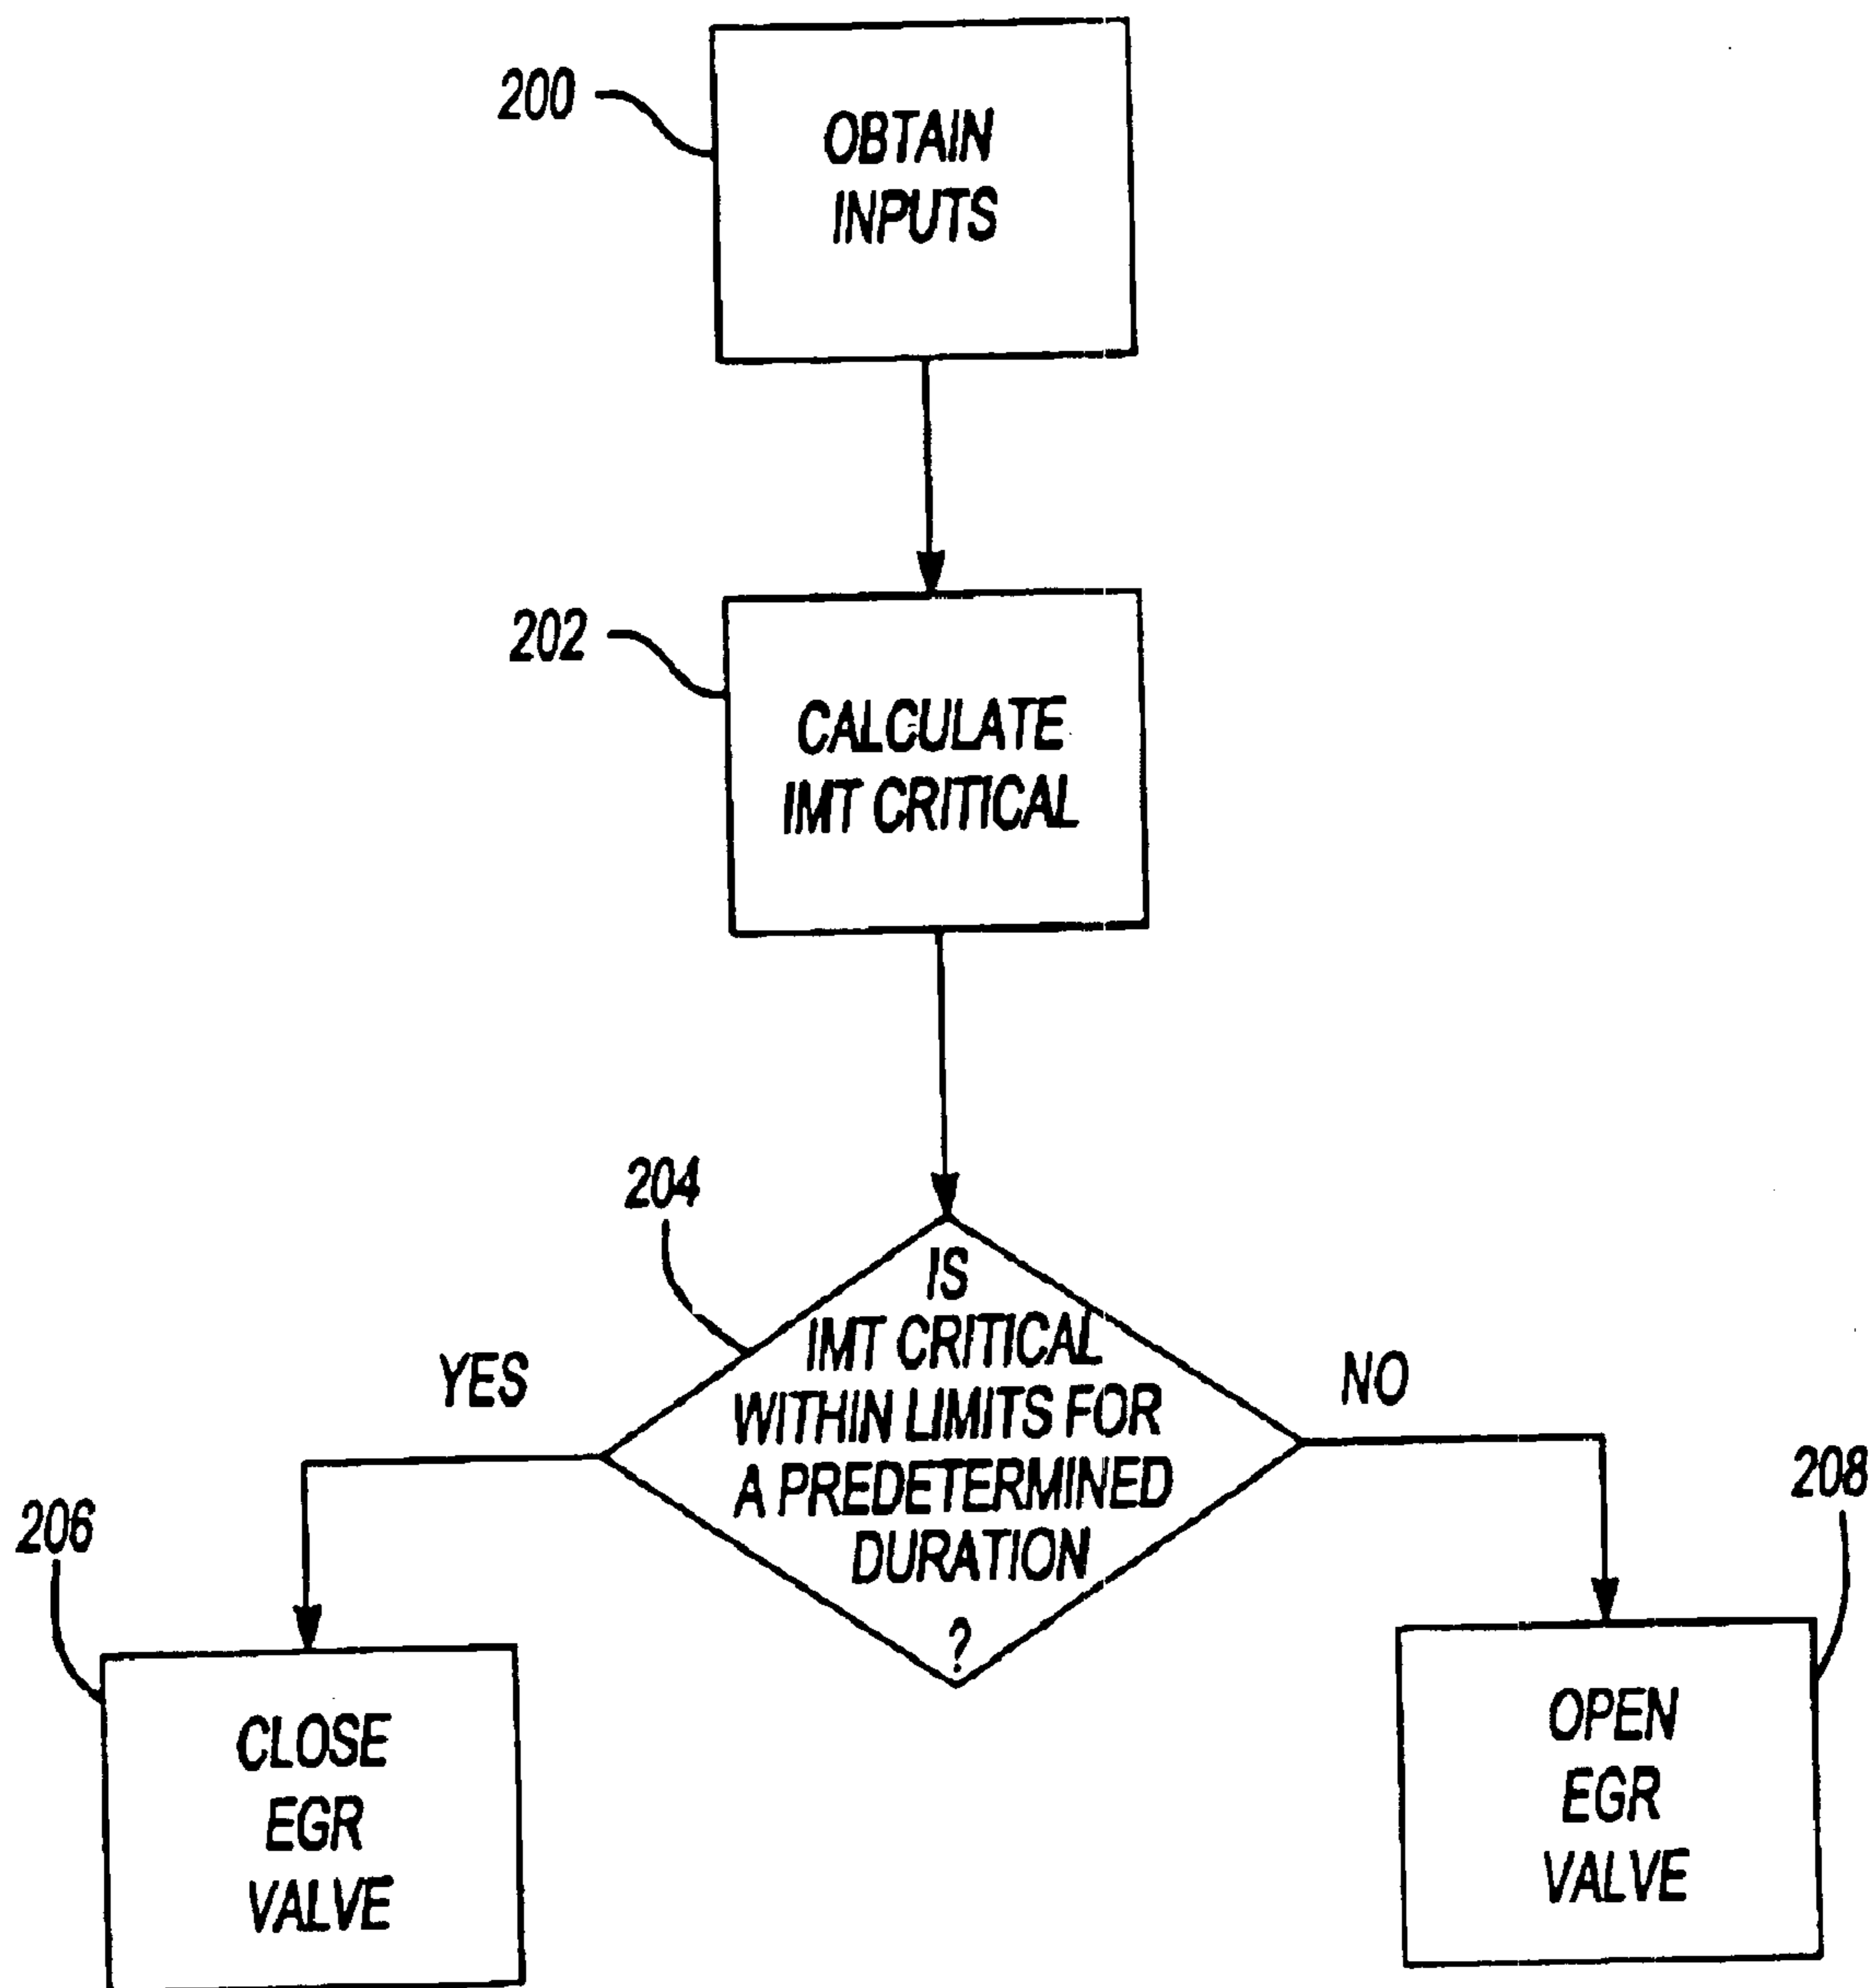 200
OBTAIN
INPUTS
202
CALCULATE
IMT CRITICAL
204
IS
IMT CRITICAL
WITHIN LIMITS FOR
A PREDETERMINED
DURATION
?
YES
NO
206
CLOSE
EGR
VALVE
208
OPEN
EGR
VALVE